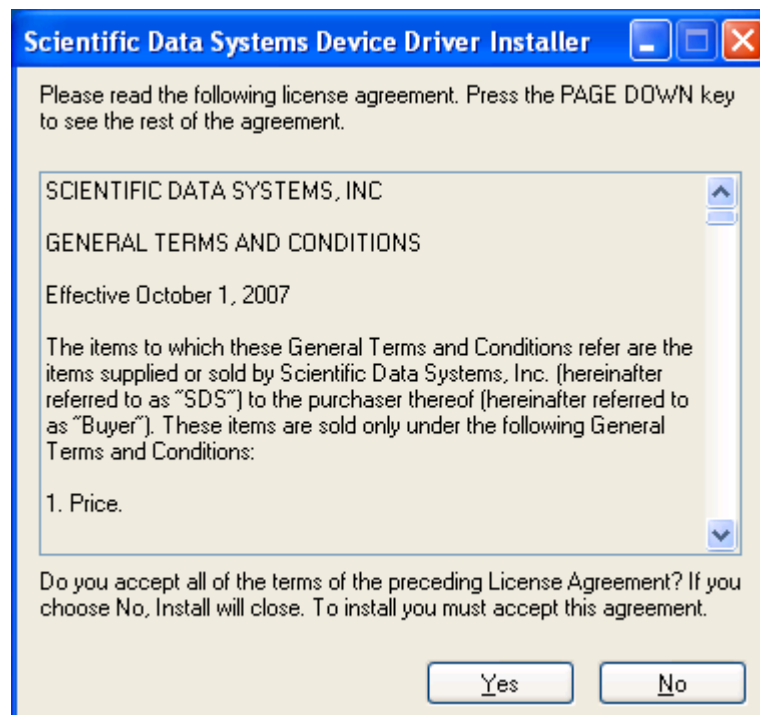 Scientific Data Systems Device Driver Installer
Please read the following license agreement. Press the PAGE DOWN key
to see the rest of the agreement.
SCIENTIFIC DATA SYSTEMS, INC
GENERAL TERMS AND CONDITIONS
Effective October 1, 2007
The items to which these General Terms and Conditions refer are the
items supplied or sold by Scientific Data Systems, Inc. (hereinafter
referred to as "SDS") to the purchaser thereof (hereinafter referred to
as "Buyer"). These items are sold only under the following General
Terms and Conditions:
1. Price.
Do you accept all of the terms of the preceding License Agreement? If you
choose No, Install will close. To install you must accept this agreement.
Yes
No